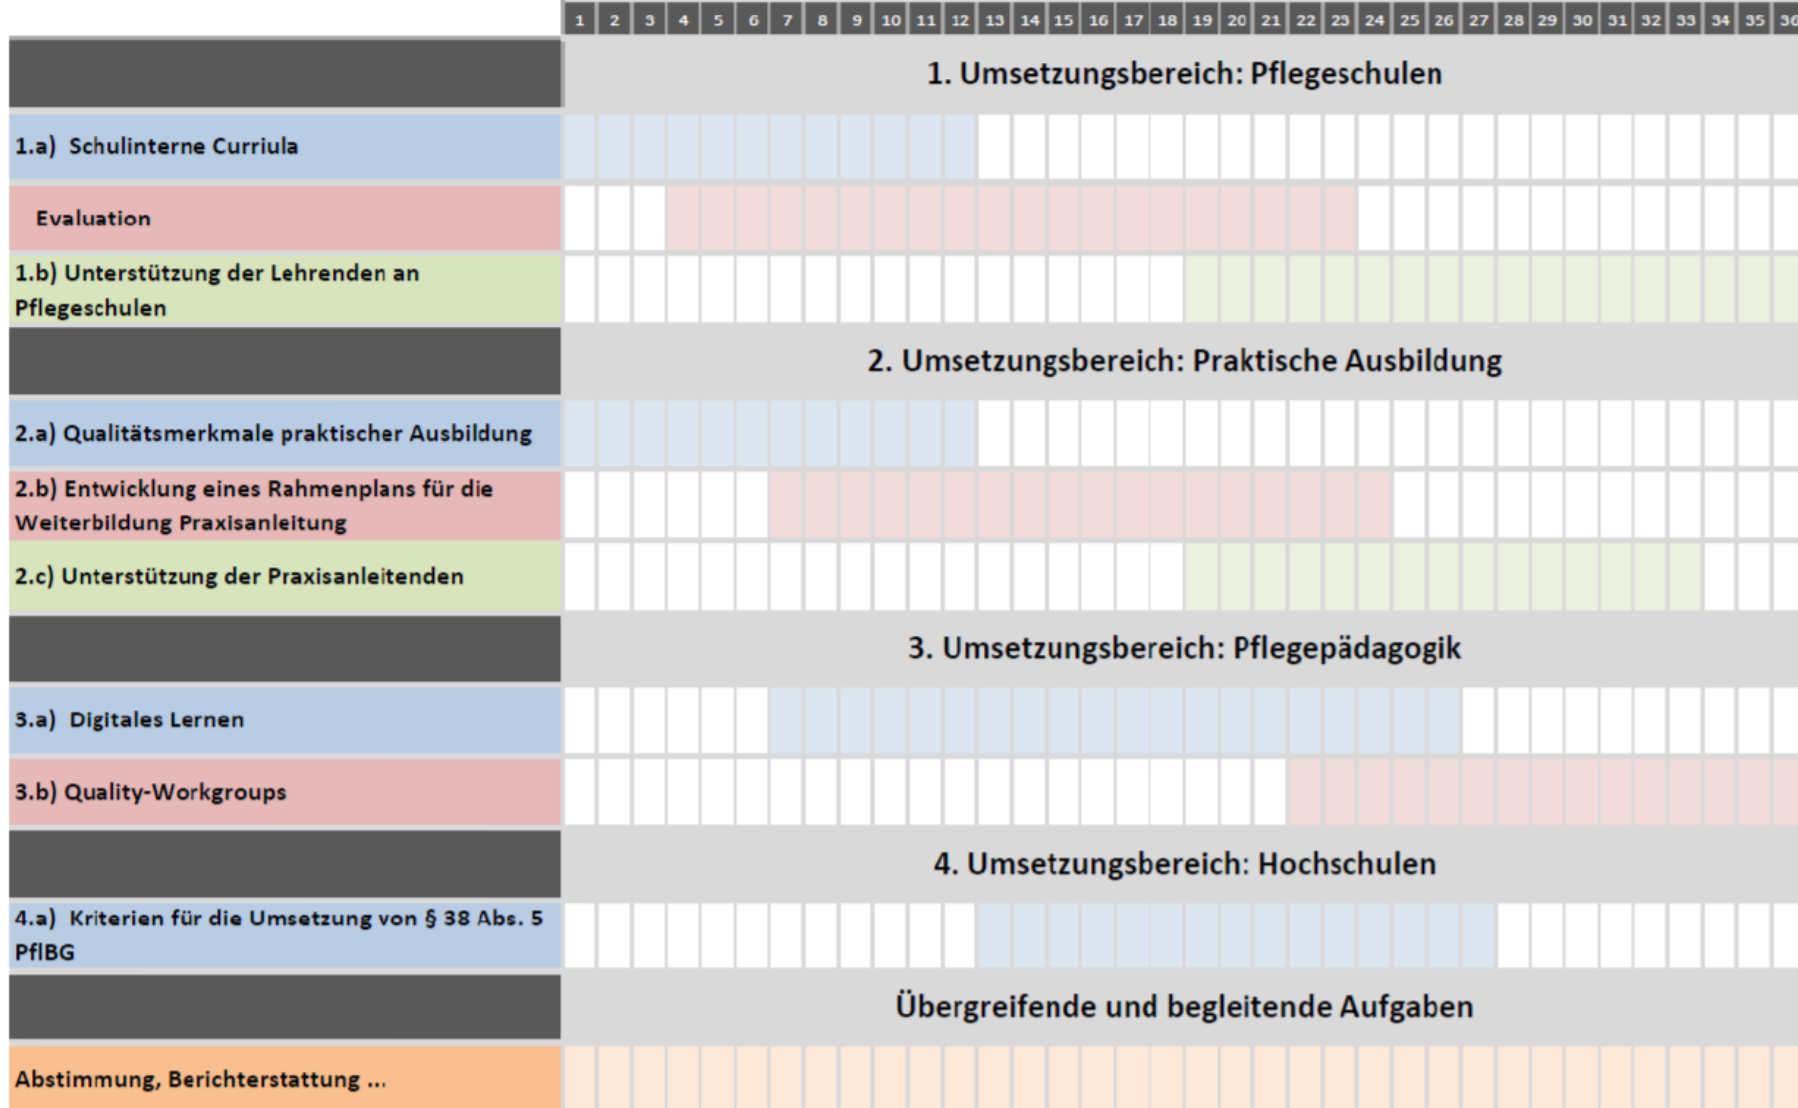 1 2 3 4 5 6 7 8 9 10 11 12 13 14 15 16 17 18 19 20 21 22 23 24 25 26 27 28 29 30 31 32 33 34 35 36
1. Umsetzungsbereich: Pflegeschulen
1.a) Schulinterne Curriula
Evaluation
1.b) Unterstützung der Lehrenden an
Pflegeschulen
2. Umsetzungsbereich: Praktische Ausbildung
2.a) Qualitätsmerkmale praktischer Ausbildung
2.b) Entwicklung eines Rahmenplans für die
Weiterbildung Praxisanleitung
2.c) Unterstützung der Praxisanleitenden
3. Umsetzungsbereich: Pflegepädagogik
3.a) Digitales Lernen
3.b) Quality-Workgroups
4. Umsetzungsbereich: Hochschulen
4.a) Kriterien für die Umsetzung von § 38 Abs. 5
PflBG
Übergreifende und begleitende Aufgaben
Abstimmung, Berichterstattung ...